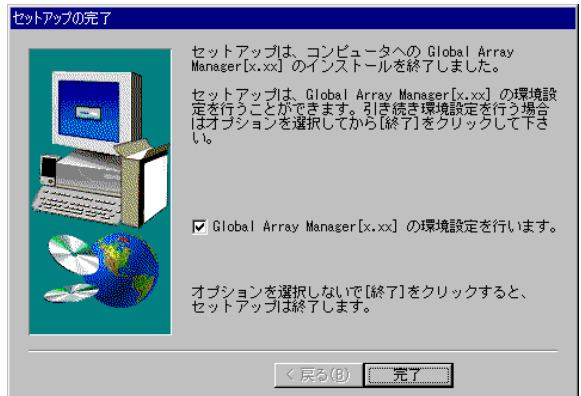 セットアップの完了
セットアップは、コンピュータへの Global Array
Manager[x.xx] のインストールを終了しました。
セットアップは、Global Array Manager[x.xx] の環境設
定を行うことができます。引き続き環境設定を行う場合
はオプションを選択してから[終了]をクリックして下さ
い。
Global Array Manager[x.xx] の環境設定を行います。
オプションを選択しないで[終了]をクリックすると、
セットアップは終了します。
< 戻る(B)
完了